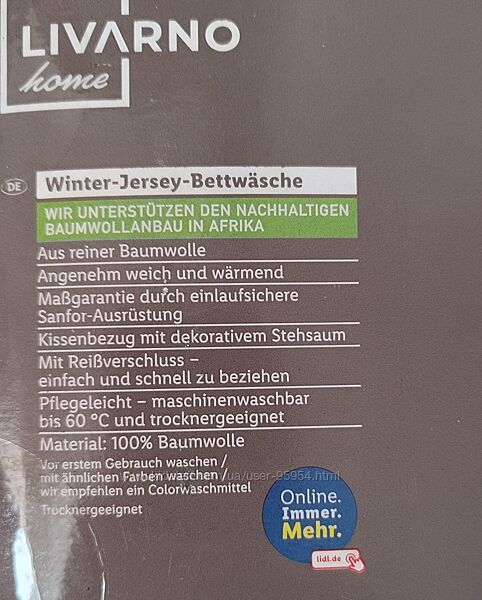 LIVARNO
home
DE
Winter-Jersey-Bettwäsche
WIR UNTERSTÜTZEN DEN NACHHALTIGEN
BAUMWOLLANBAU IN AFRIKA
Aus reiner Baumwolle
Angenehm weich und wärmend
Maßgarantie durch einlaufsichere
Sanfor-Ausrüstung
Kissenbezug mit dekorativem Stehsaum
Mit Reißverschluss –
einfach und schnell zu beziehen
Pflegeleicht – maschinenwaschbar
bis 60 °C und trocknergeeignet
Material: 100% Baumwolle
Vor erstem Gebrauch waschen /
mit ähnlichen Farben waschen /
wir empfehlen ein Colorwaschmittel
Trocknergeeignet
Online.
Immer.
Mehr.
lidl.de